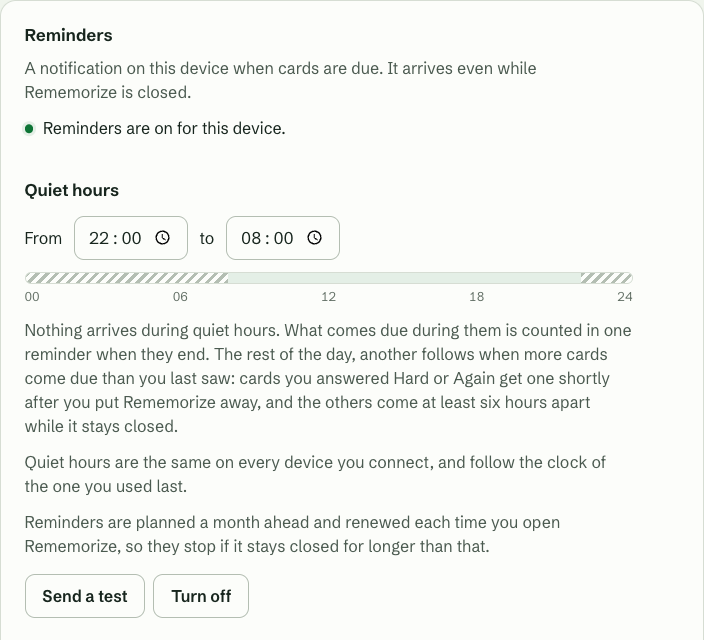 Reminders
A notification on this device when cards are due. It arrives even while
Rememorize is closed.
Reminders are on for this device.
Quiet hours
From 22:00 to 08:00
00 06 12 18 24
Nothing arrives during quiet hours. What comes due during them is counted in one
reminder when they end. The rest of the day, another follows when more cards
come due than you last saw: cards you answered Hard or Again get one shortly
after you put Rememorize away, and the others come at least six hours apart
while it stays closed.
Quiet hours are the same on every device you connect, and follow the clock of
the one you used last.
Reminders are planned a month ahead and renewed each time you open
Rememorize, so they stop if it stays closed for longer than that.
Send a test Turn off